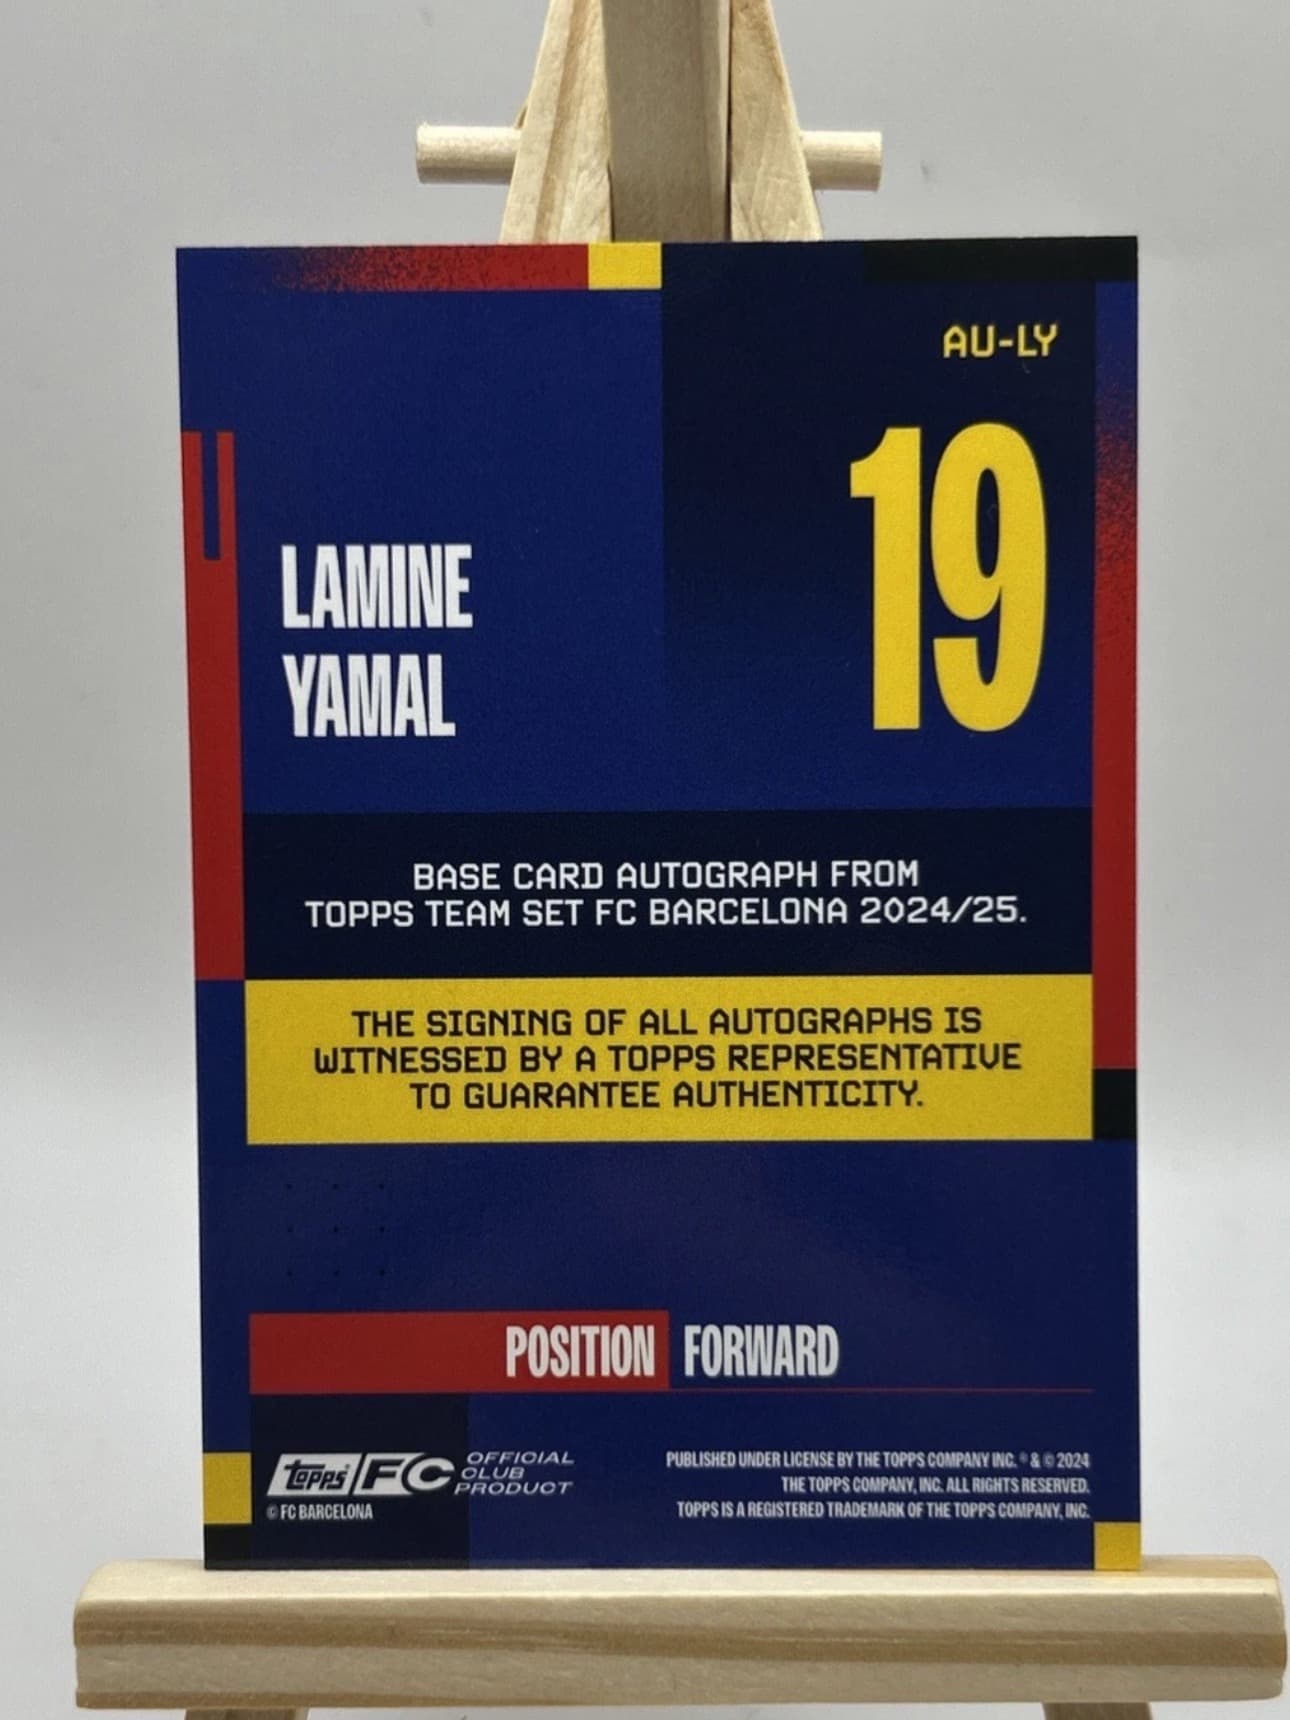 AU-LY
19
LAMINE
YAMAL
BASE CARD AUTOGRAPH FROM
TOPPS TEAM SET FC BARCELONA 2024/25.
THE SIGNING OF ALL AUTOGRAPHS IS
WITNESSED BY A TOPPS REPRESENTATIVE
TO GUARANTEE AUTHENTICITY.
POSITION FORWARD
Topps FC OFFICIAL
CLUB
PRODUCT
© FC BARCELONA
PUBLISHED UNDER LICENSE BY THE TOPPS COMPANY INC. ® & © 2024
THE TOPPS COMPANY, INC. ALL RIGHTS RESERVED.
TOPPS IS A REGISTERED TRADEMARK OF THE TOPPS COMPANY, INC.